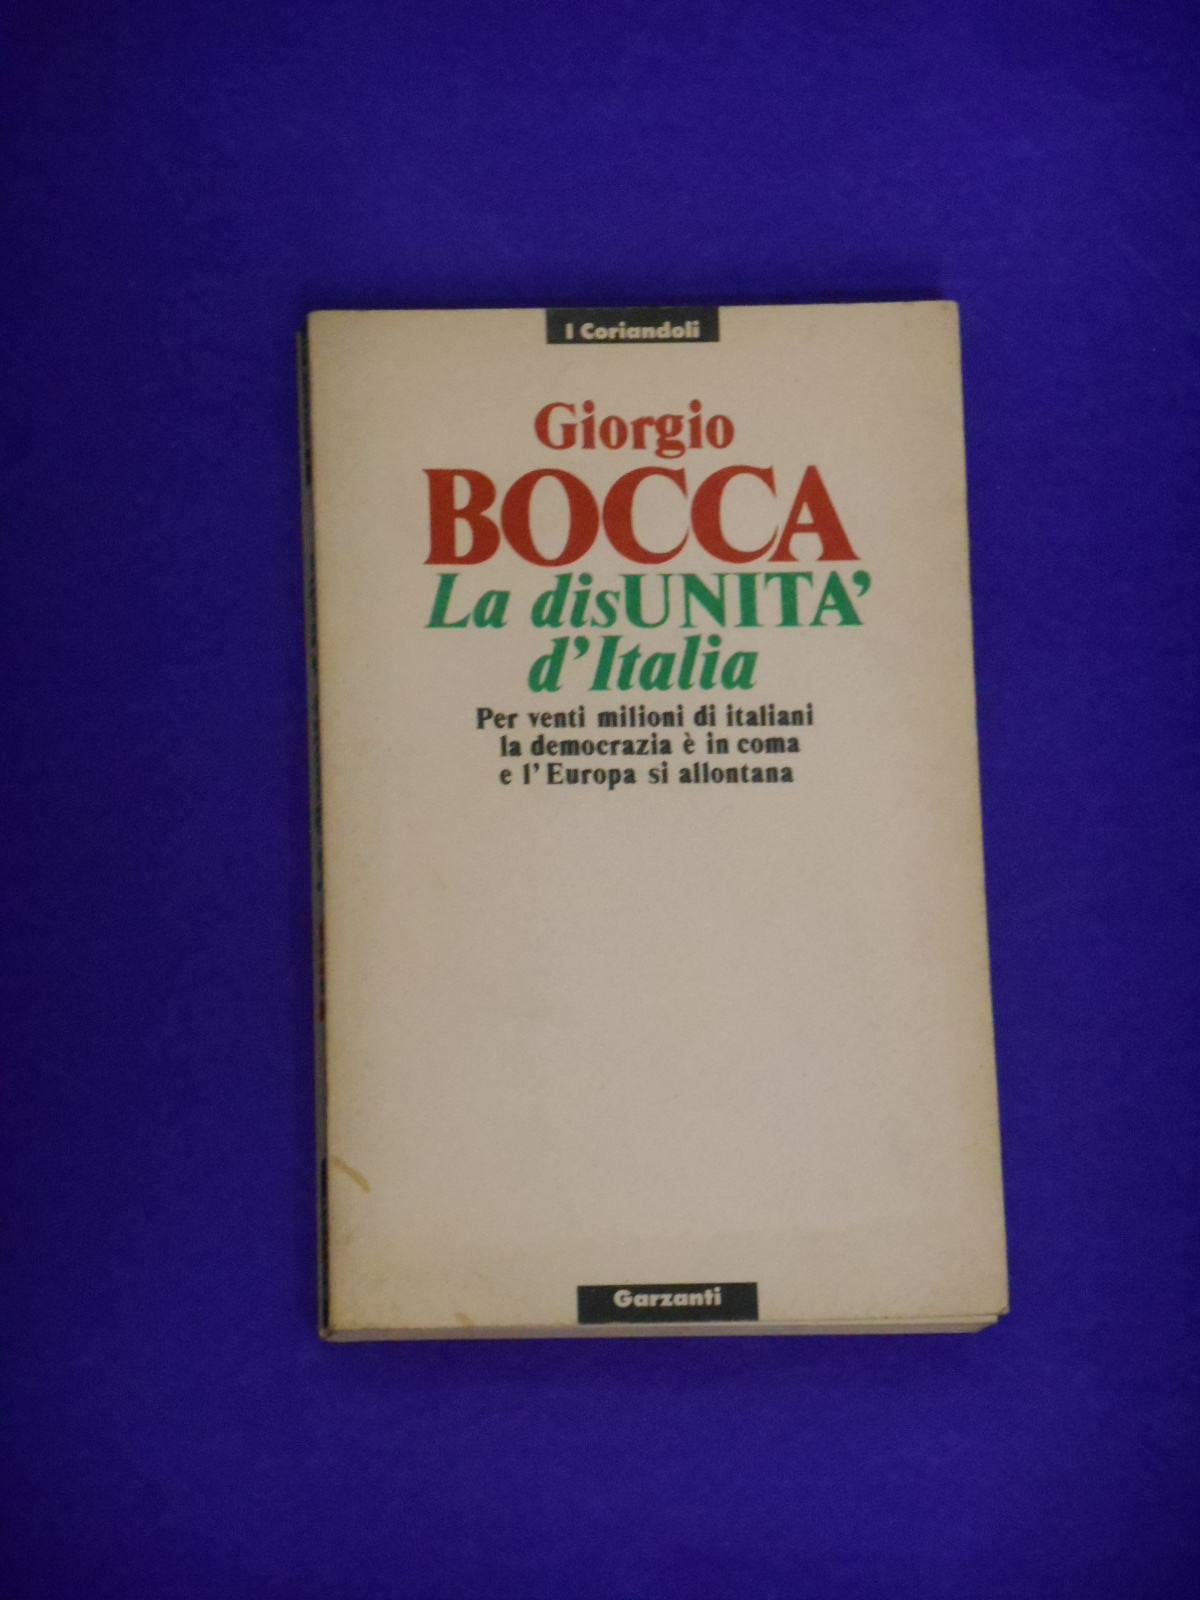 I Coriandoli
Giorgio
BOCCA
La disUNITA'
d'Italia
Per venti milioni di italiani
la democrazia è in coma
e l'Europa si allontana
Garzanti